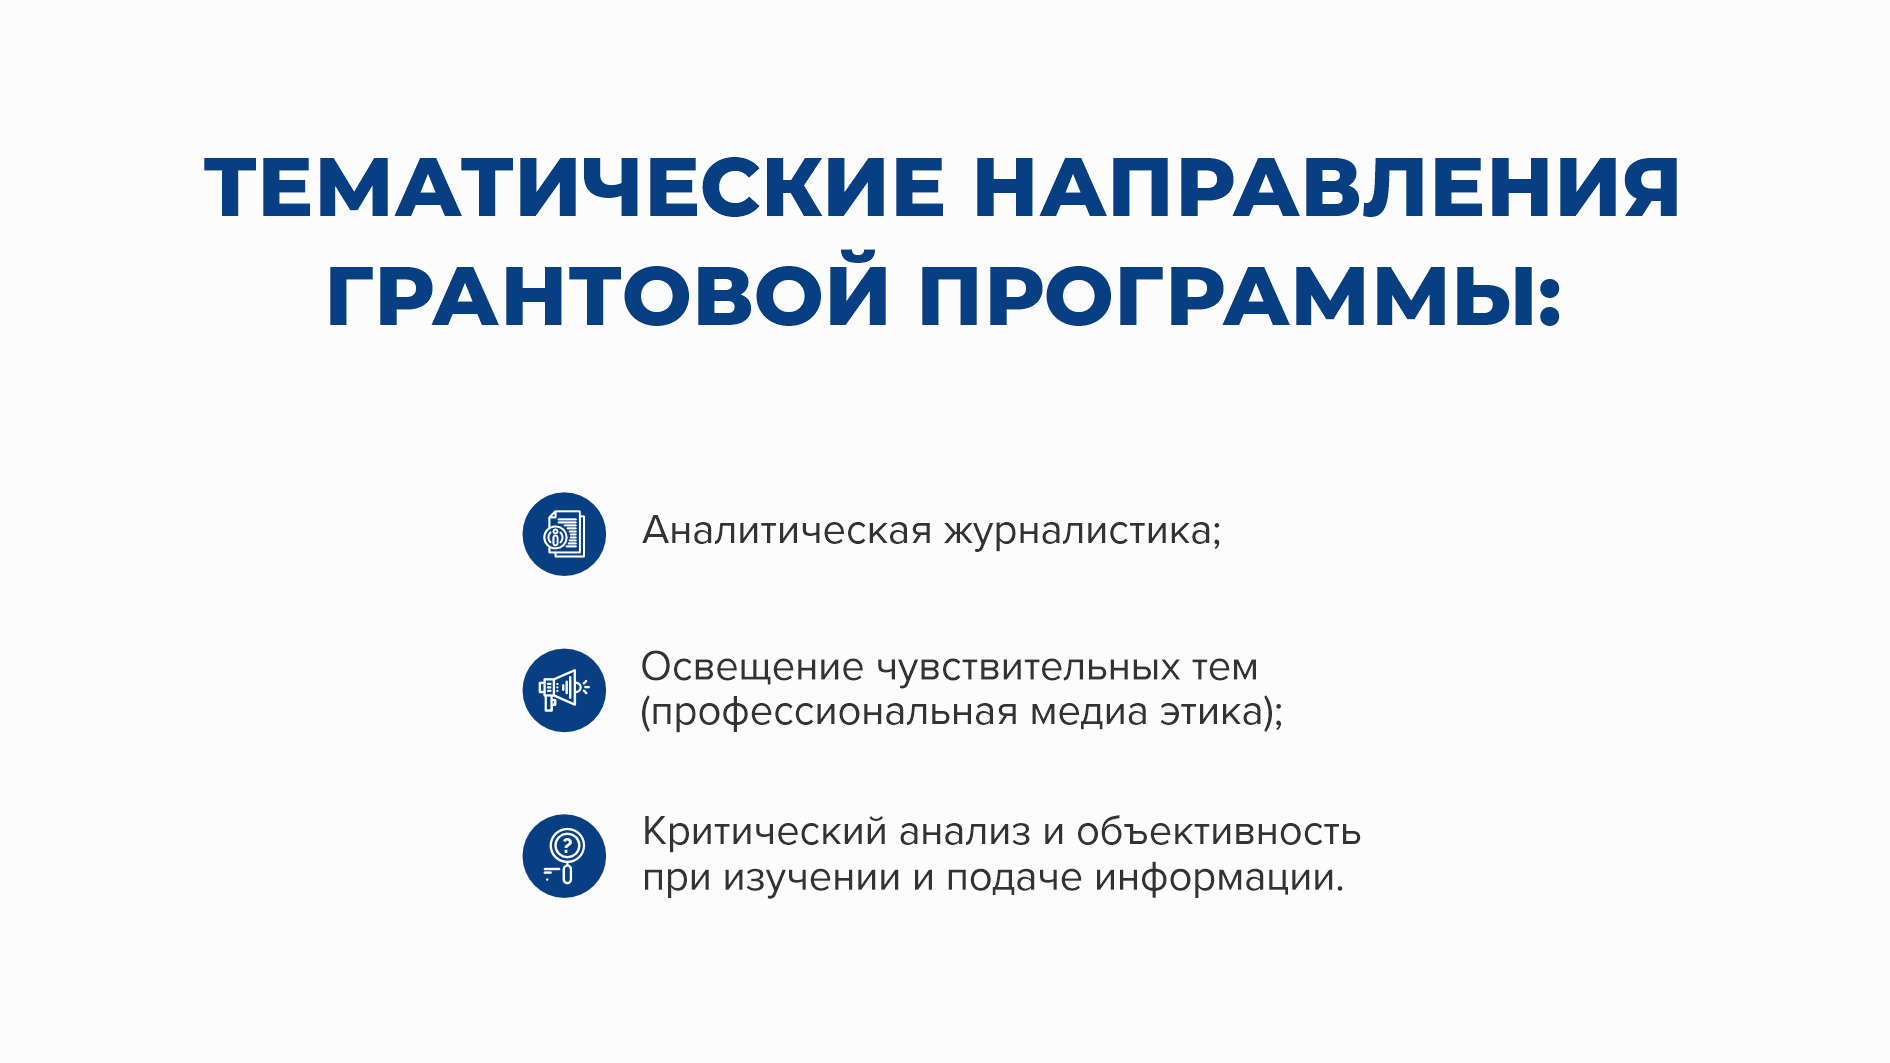 ТЕМАТИЧЕСКИЕ НАПРАВЛЕНИЯ
ГРАНТОВОЙ ПРОГРАММЫ:
Аналитическая журналистика;
Освещение чувствительных тем
(профессиональная медиа этика);
Критический анализ и объективность
при изучении и подаче информации.